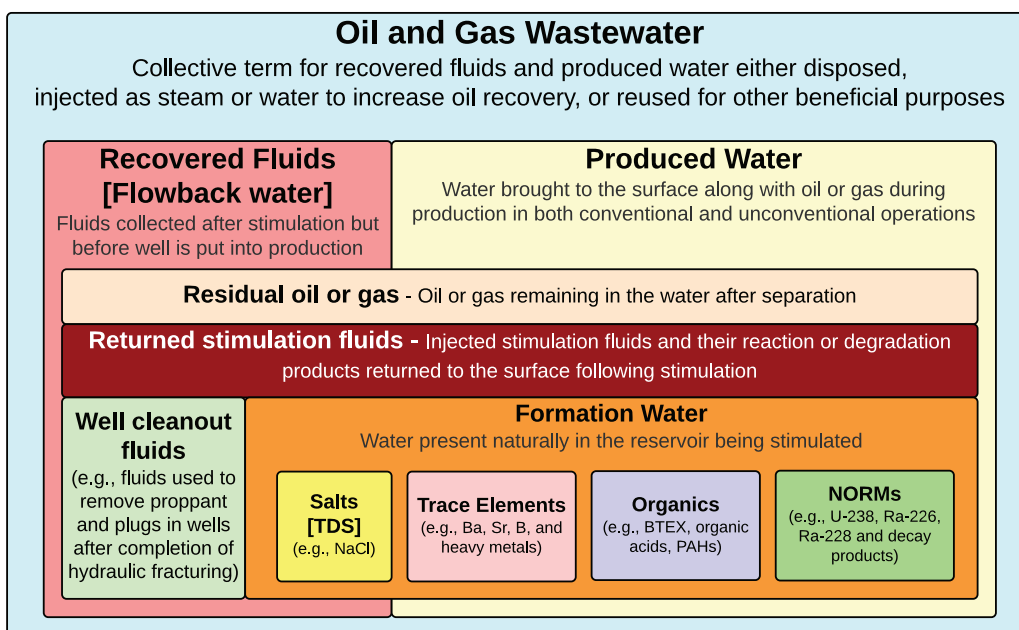 Oil and Gas Wastewater
Collective term for recovered fluids and produced water either disposed,
injected as steam or water to increase oil recovery, or reused for other beneficial purposes
Recovered Fluids
[Flowback water]
Fluids collected after stimulation but
before well is put into production
Produced Water
Water brought to the surface along with oil or gas during
production in both conventional and unconventional operations
Residual oil or gas - Oil or gas remaining in the water after separation
Returned stimulation fluids - Injected stimulation fluids and their reaction or degradation
products returned to the surface following stimulation
Well cleanout
fluids
(e.g., fluids used to
remove proppant
and plugs in wells
after completion of
hydraulic fracturing)
Formation Water
Water present naturally in the reservoir being stimulated
Salts
[TDS]
(e.g., NaCl)
Trace Elements
(e.g., Ba, Sr, B, and
heavy metals)
Organics
(e.g., BTEX, organic
acids, PAHs)
NORMs
(e.g., U-238, Ra-226,
Ra-228 and decay
products)